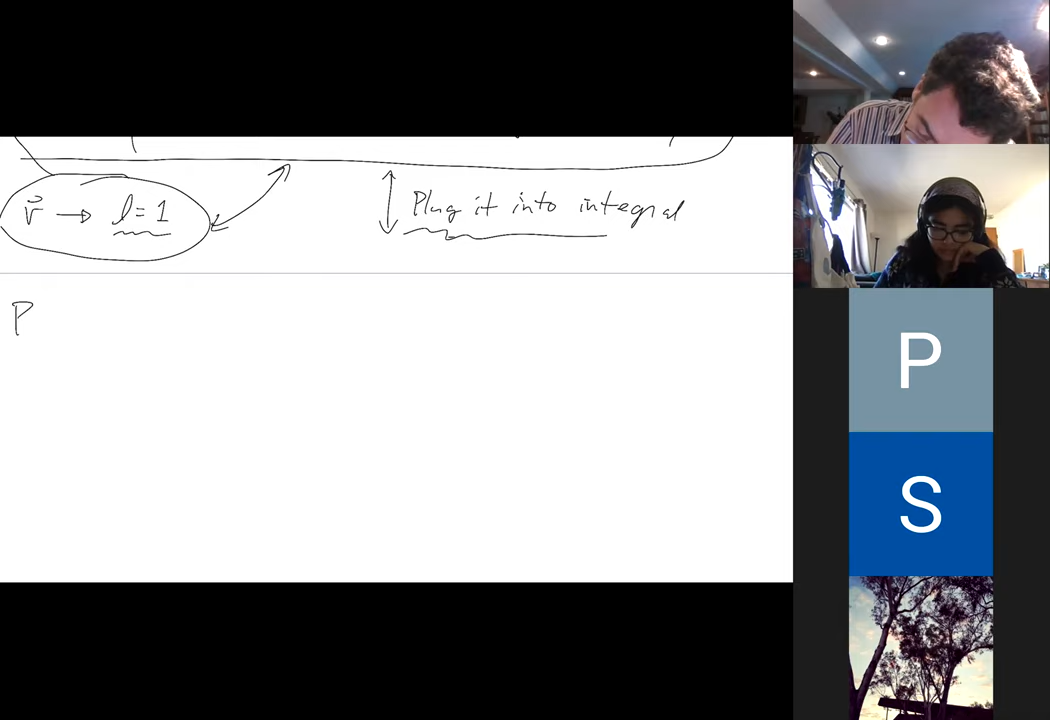 r⃗ → l = 1
Plug it into integral
P
P
S